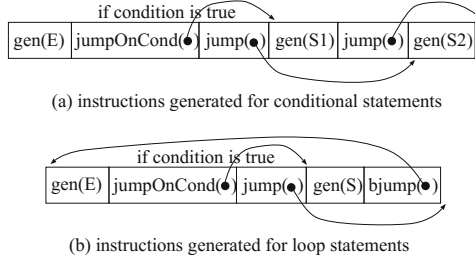 if condition is true
gen(E) jumpOnCond( ) jump( ) gen(S1) jump( ) gen(S2)
(a) instructions generated for conditional statements
if condition is true
gen(E) jumpOnCond( ) jump( ) gen(S) bjump( )
(b) instructions generated for loop statements